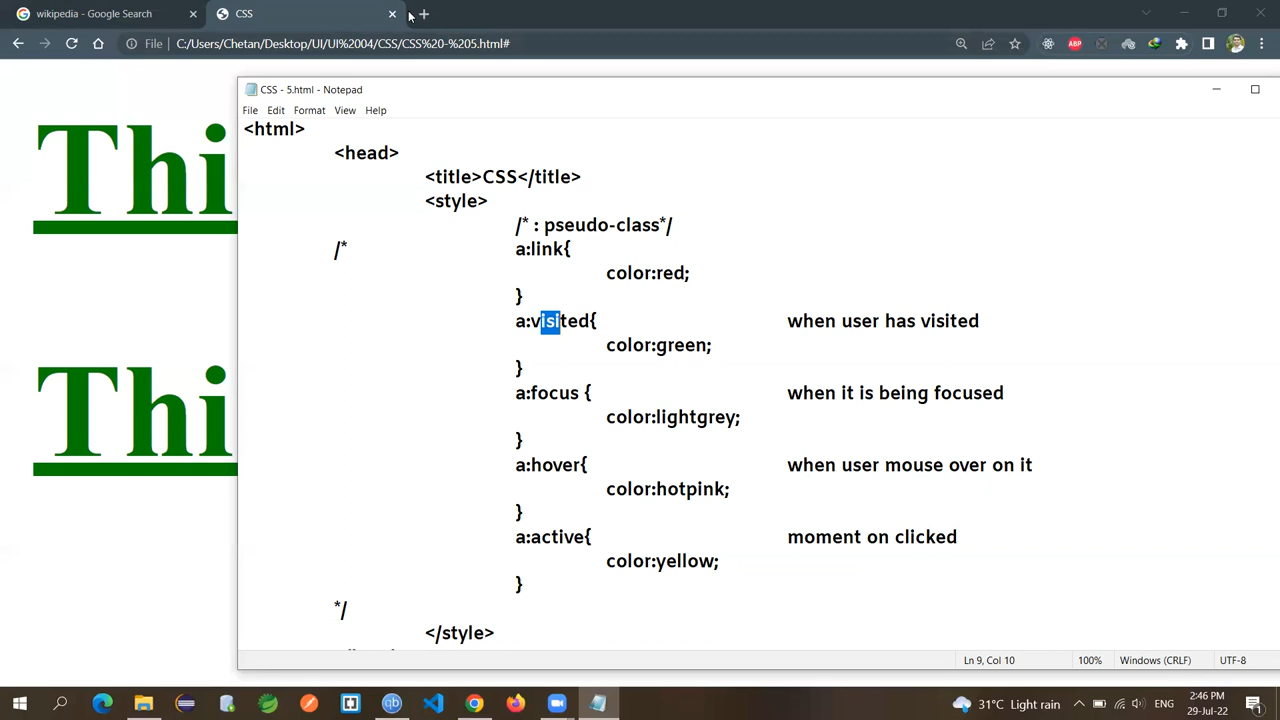 wikipedia - Google Search
CSS
File C:/Users/Chetan/Desktop/UI/UI%2004/CSS/CSS%20-%205.html#
CSS - 5.html - Notepad
File Edit Format View Help
<html>
<head>
<title>CSS</title>
<style>
/* : pseudo-class*/
/* a:link{
color:red;
}
a:visited{ when user has visited
color:green;
}
a:focus { when it is being focused
color:lightgrey;
}
a:hover{ when user mouse over on it
color:hotpink;
}
a:active{ moment on clicked
color:yellow;
}
*/
</style>
Thi
Thi
Ln 9, Col 10 100% Windows (CRLF) UTF-8
31°C Light rain
2:46 PM
29-Jul-22
ABP
qb